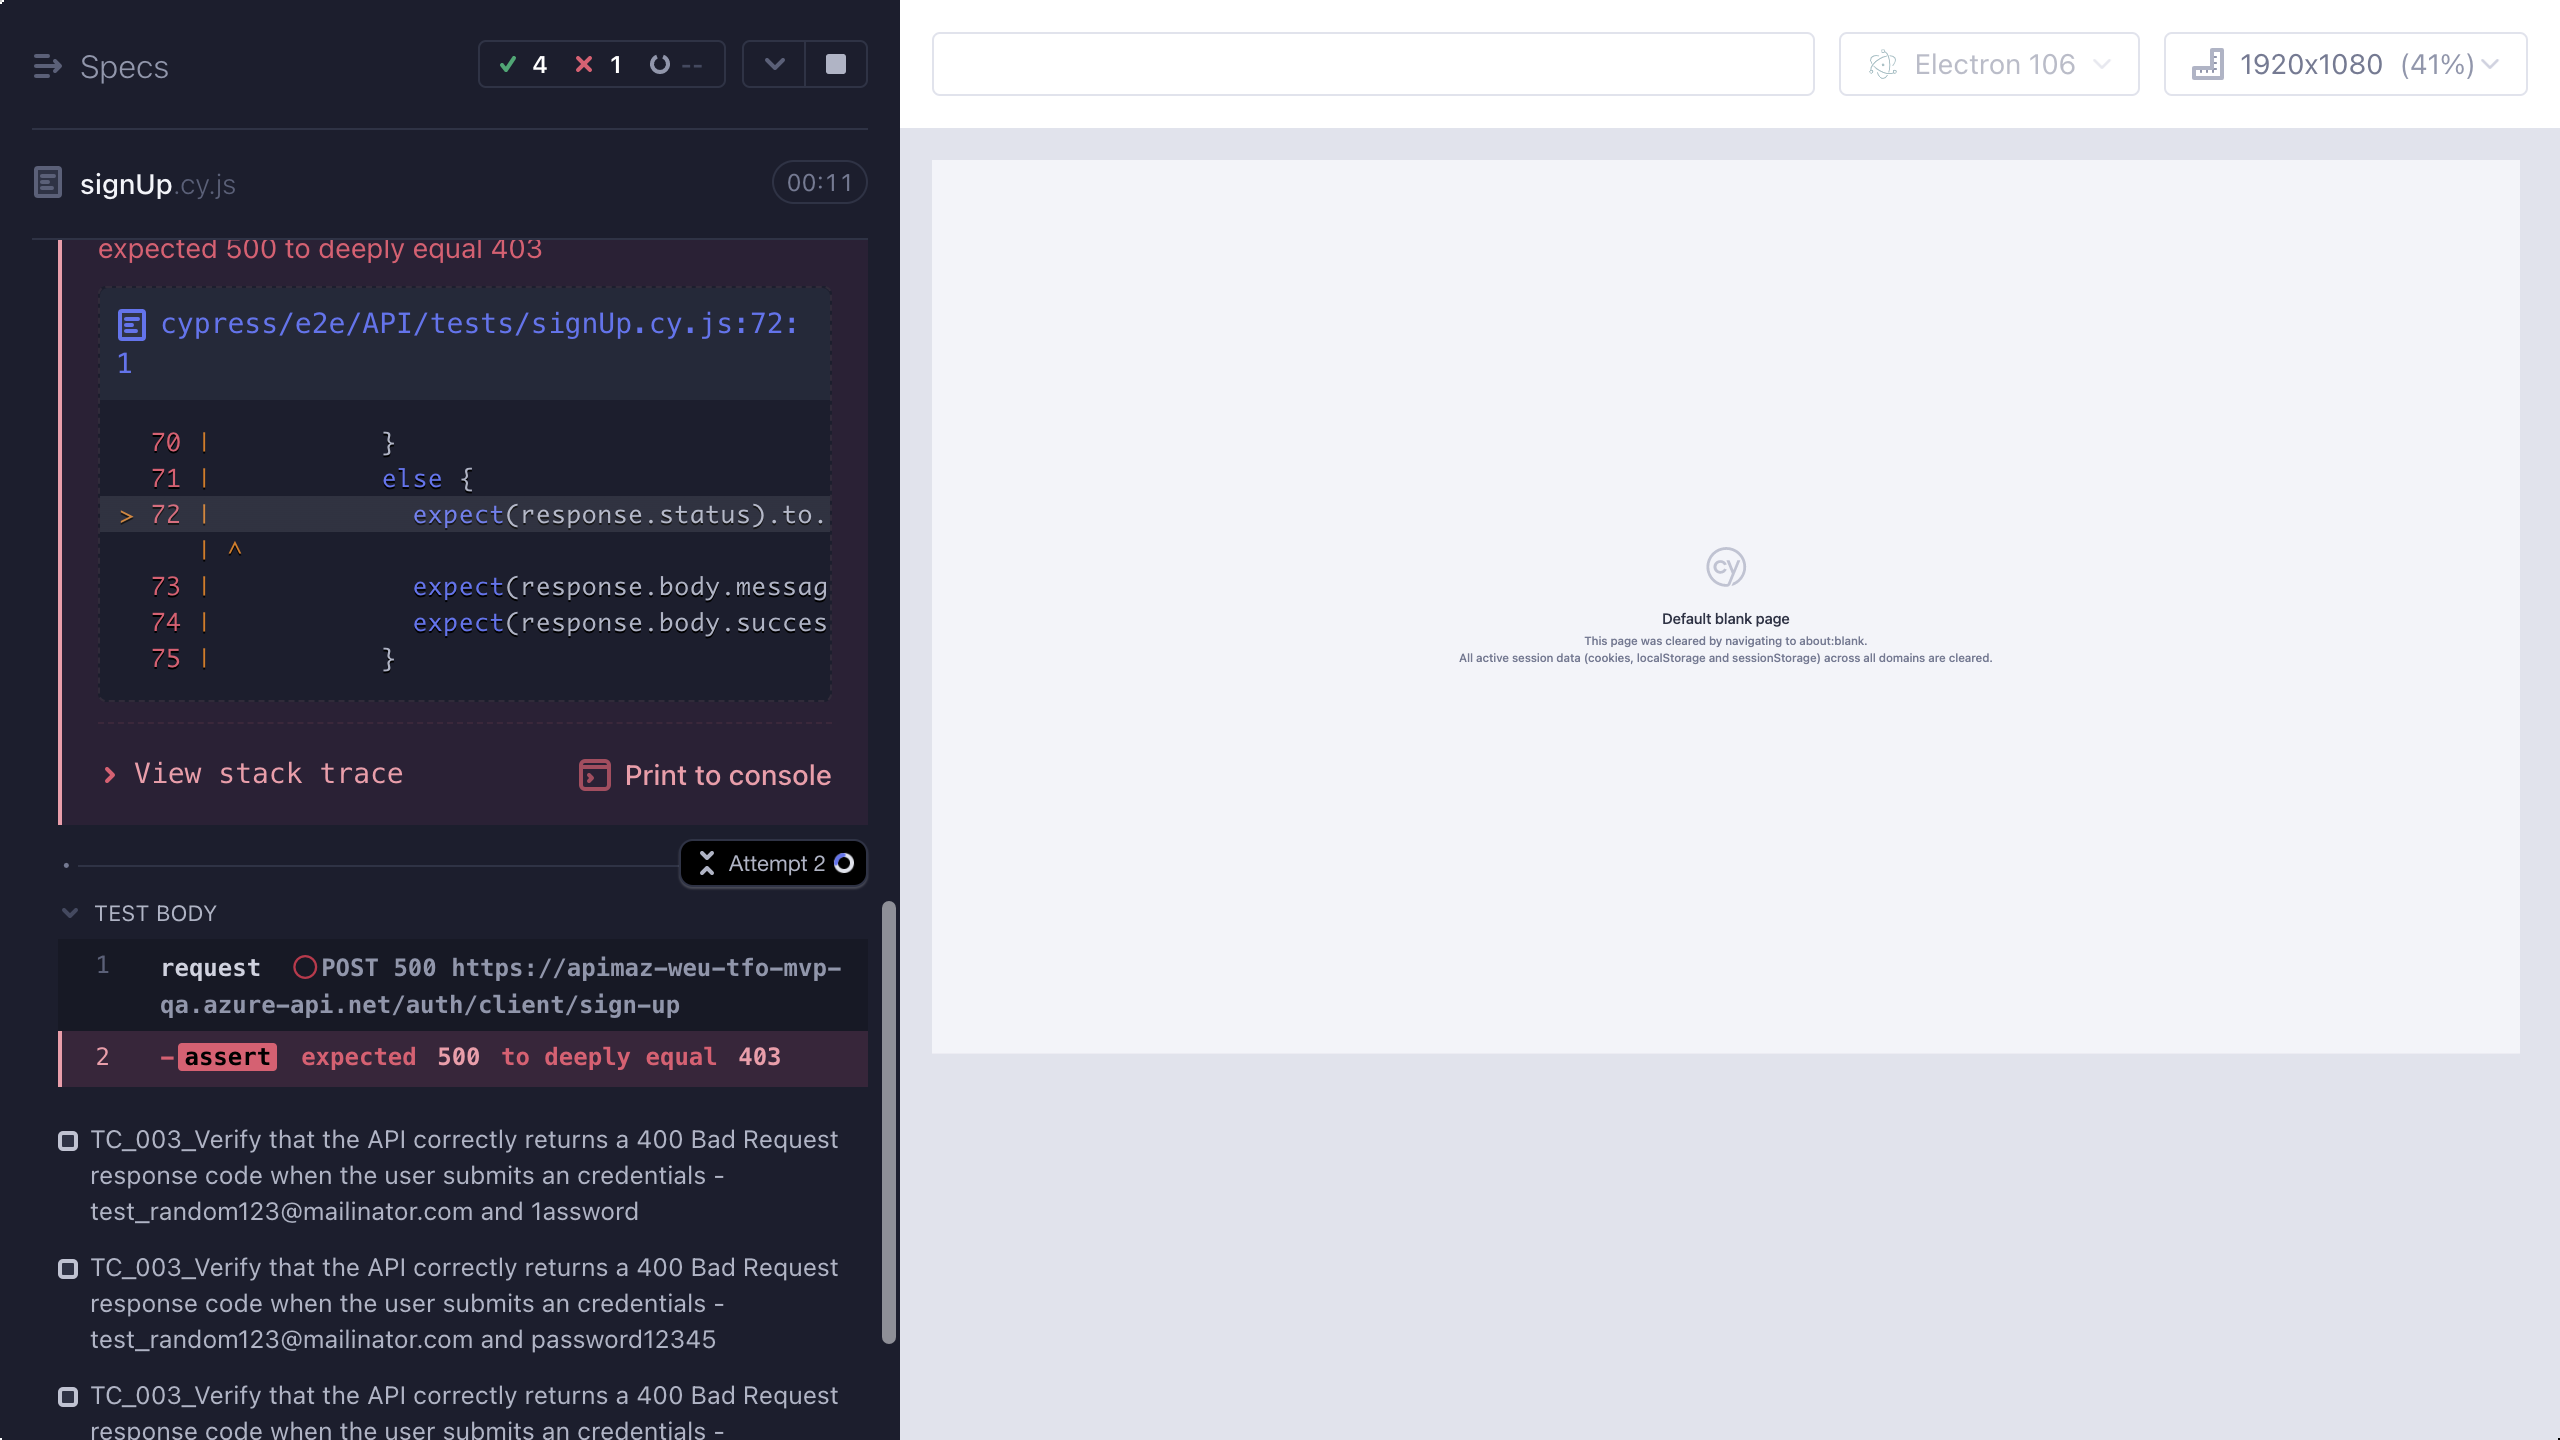 Specs
4 1 --
signUp.cy.js 00:11
expected 500 to deeply equal 403
cypress/e2e/API/tests/signUp.cy.js:72:
1
70 | }
71 | else {
> 72 | expect(response.status).to.
| ^
73 | expect(response.body.messag
74 | expect(response.body.succes
75 | }
View stack trace
Print to console
Attempt 2
TEST BODY
1 request POST 500 https://apimaz-weu-tfo-mvp-
qa.azure-api.net/auth/client/sign-up
2 -assert expected 500 to deeply equal 403
TC_003_Verify that the API correctly returns a 400 Bad Request
response code when the user submits an credentials -
test_random123@mailinator.com and 1assword
TC_003_Verify that the API correctly returns a 400 Bad Request
response code when the user submits an credentials -
test_random123@mailinator.com and password12345
TC_003_Verify that the API correctly returns a 400 Bad Request
response code when the user submits an credentials -
Electron 106
1920x1080 (41%)
cy
Default blank page
This page was cleared by navigating to about:blank.
All active session data (cookies, localStorage and sessionStorage) across all domains are cleared.